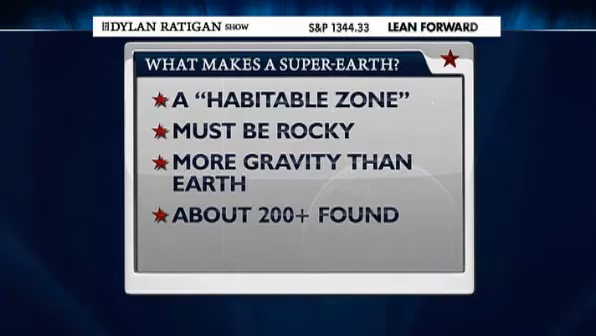 THE DYLAN RATIGAN SHOW S&P 1344.33 LEAN FORWARD
WHAT MAKES A SUPER-EARTH?
A “HABITABLE ZONE”
MUST BE ROCKY
MORE GRAVITY THAN
EARTH
ABOUT 200+ FOUND